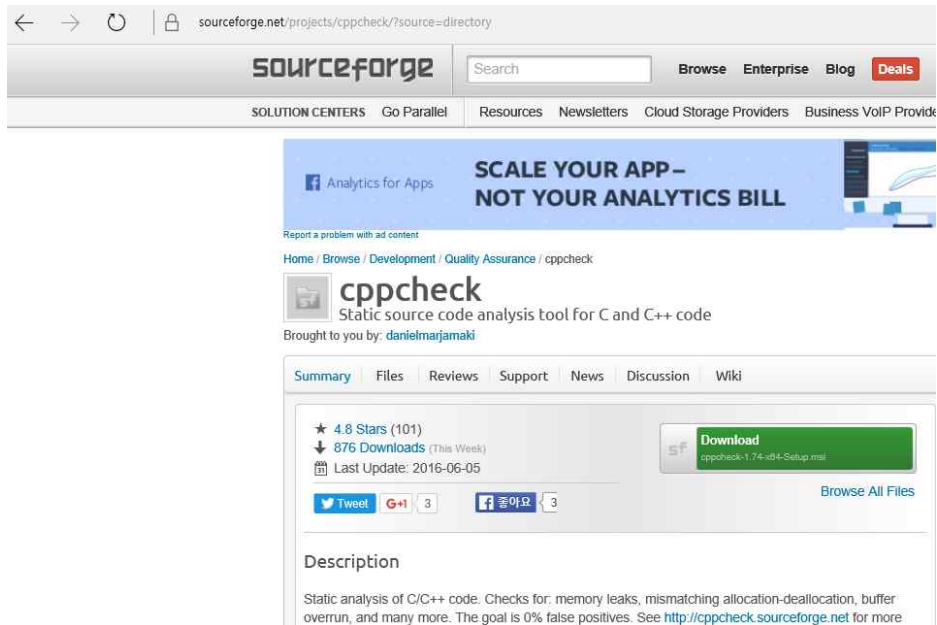 sourceforge.net/projects/cppcheck/?source=directory
sourceforge
Search
Browse Enterprise Blog Deals
SOLUTION CENTERS Go Parallel Resources Newsletters Cloud Storage Providers Business VoIP Provide
Analytics for Apps
SCALE YOUR APP–
NOT YOUR ANALYTICS BILL
Report a problem with ad content
Home / Browse / Development / Quality Assurance / cppcheck
cppcheck
Static source code analysis tool for C and C++ code
Brought to you by: danielmarjamaki
Summary Files Reviews Support News Discussion Wiki
4.8 Stars (101)
876 Downloads (This Week)
Last Update: 2016-06-05
Tweet G+1 3 좋아요 3
sf
Download
cppcheck-1.74-x64-Setup.msi
Browse All Files
Description
Static analysis of C/C++ code. Checks for: memory leaks, mismatching allocation-deallocation, buffer
overrun, and many more. The goal is 0% false positives. See http://cppcheck.sourceforge.net for more